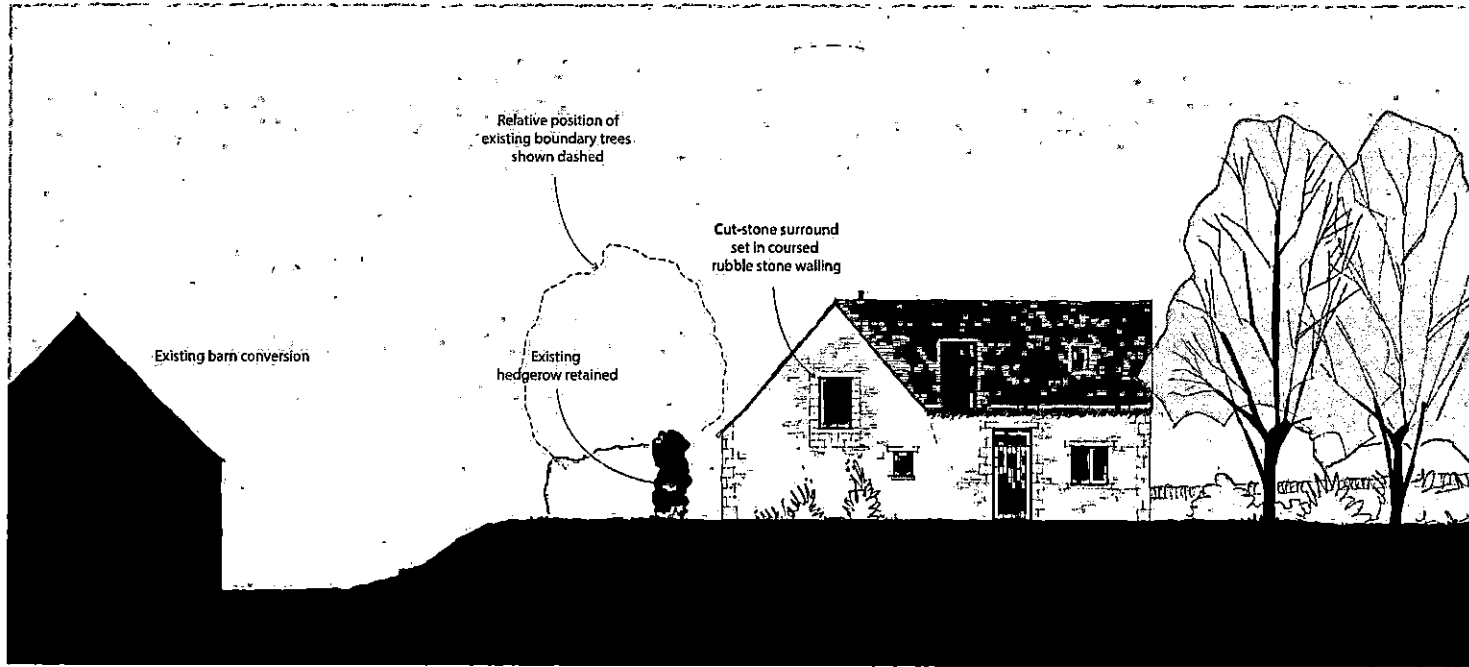 Relative position of
existing boundary trees
shown dashed
Cut-stone surround
set in coursed
rubble stone walling
Existing barn conversion
Existing
hedgerow retained